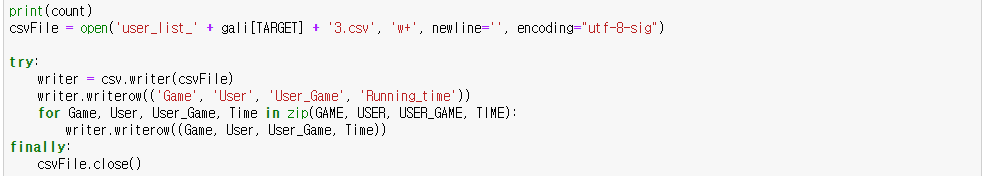 print(count)
csvFile = open('user_list_' + gali[TARGET] + '3.csv', 'w+', newline='', encoding="utf-8-sig")
try:
    writer = csv.writer(csvFile)
    writer.writerow(('Game', 'User', 'User_Game', 'Running_time'))
    for Game, User, User_Game, Time in zip(GAME, USER, USER_GAME, TIME):
        writer.writerow((Game, User, User_Game, Time))
finally:
    csvFile.close()